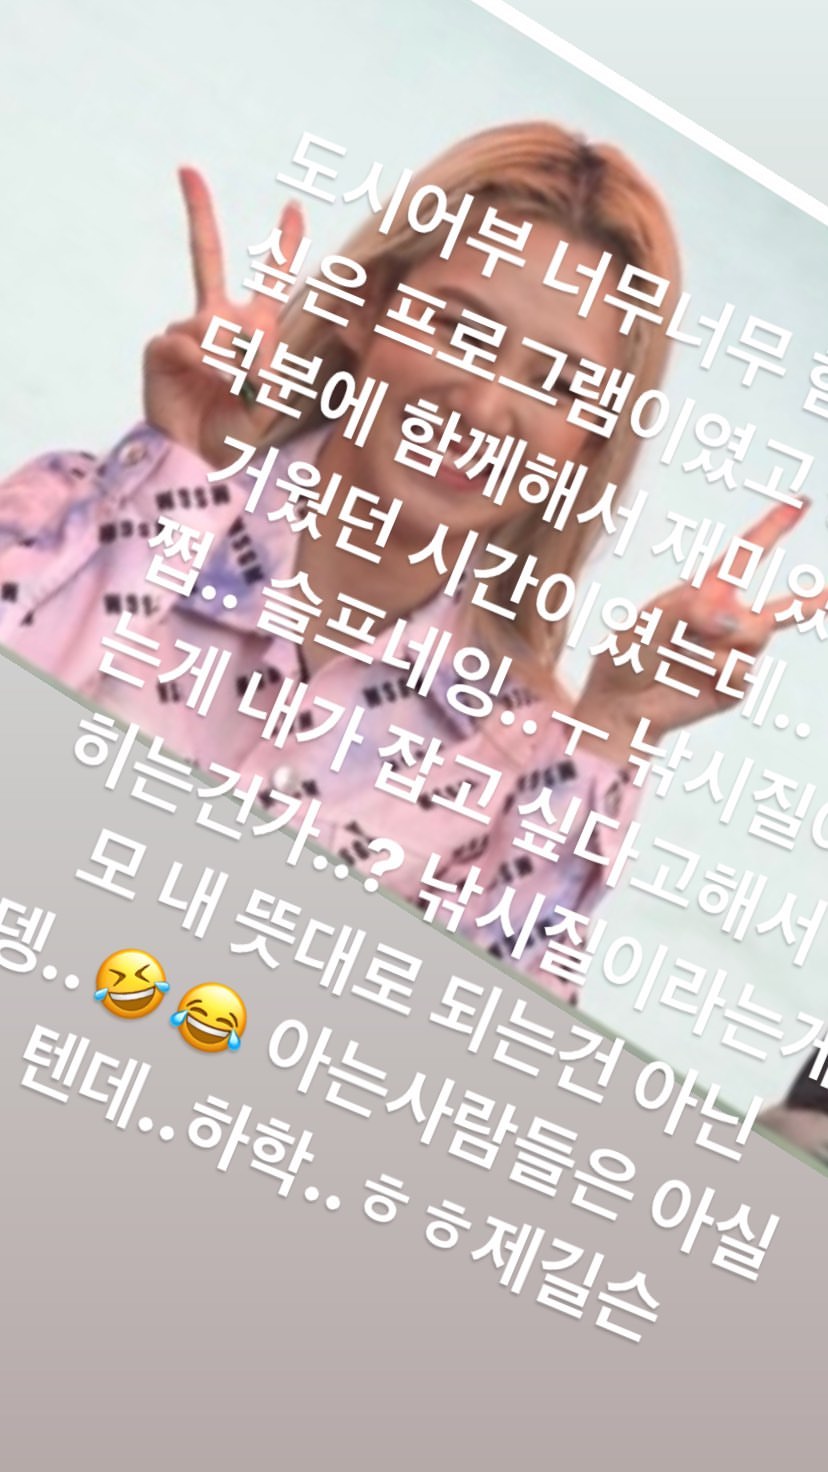 도시어부 너무너무
싶은 프로그램이였고
덕분에 함께해서 재미있
거웠던 시간이였는데..
쩝.. 슬프네잉..ㅜ 낚시질이
는게 내가 잡고 싶다고해서
히는건가..? 낚시질이라는게
모 내 뜻대로 되는건 아닌
뎅..🤣😂 아는사람들은 아실
텐데..하학..ㅎㅎ제길슨
MSSM
MSSM
MSSM